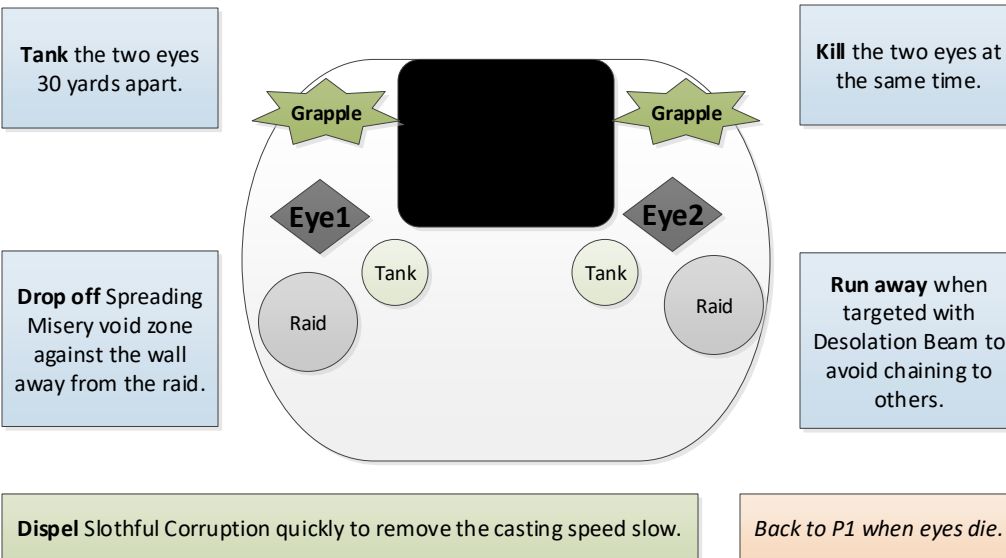 Tank the two eyes
30 yards apart.
Kill the two eyes at
the same time.
Grapple
Grapple
Eye1
Eye2
Tank
Tank
Raid
Raid
Drop off Spreading
Misery void zone
against the wall
away from the raid.
Run away when
targeted with
Desolation Beam to
avoid chaining to
others.
Dispel Slothful Corruption quickly to remove the casting speed slow.
Back to P1 when eyes die.